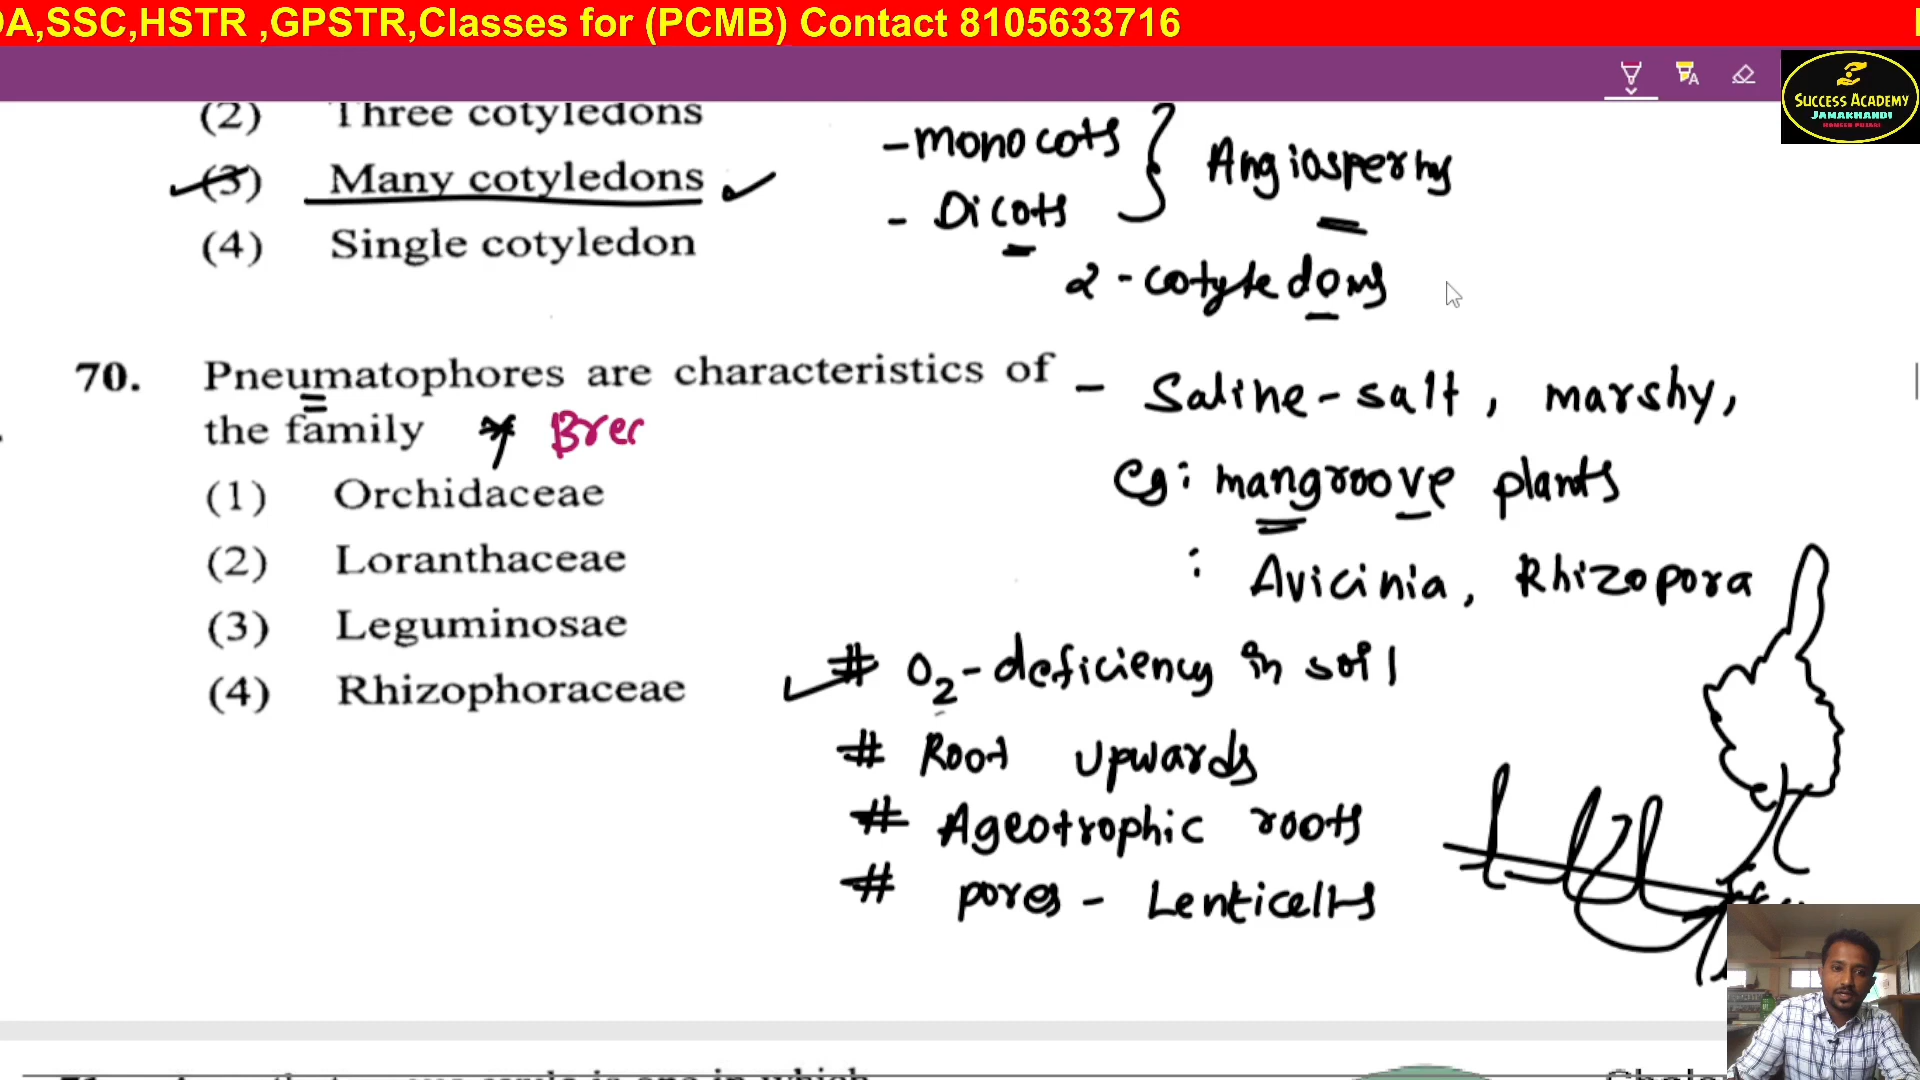 DA,SSC,HSTR ,GPSTR,Classes for (PCMB) Contact 8105633716
SUCCESS ACADEMY
JAMAKHANDI
(2) Three cotyledons
(3) Many cotyledons
(4) Single cotyledon
- monocots
- Dicots
Angiosperms
2 - cotyledons
70. Pneumatophores are characteristics of
the family
Brec
(1) Orchidaceae
(2) Loranthaceae
(3) Leguminosae
(4) Rhizophoraceae
- Saline - salt, marshy,
eg: mangroove plants
: Avicinia, Rhizopora
# O2 - deficiency in soil
# Root upwards
# Ageotrophic roots
# pores - Lenticells